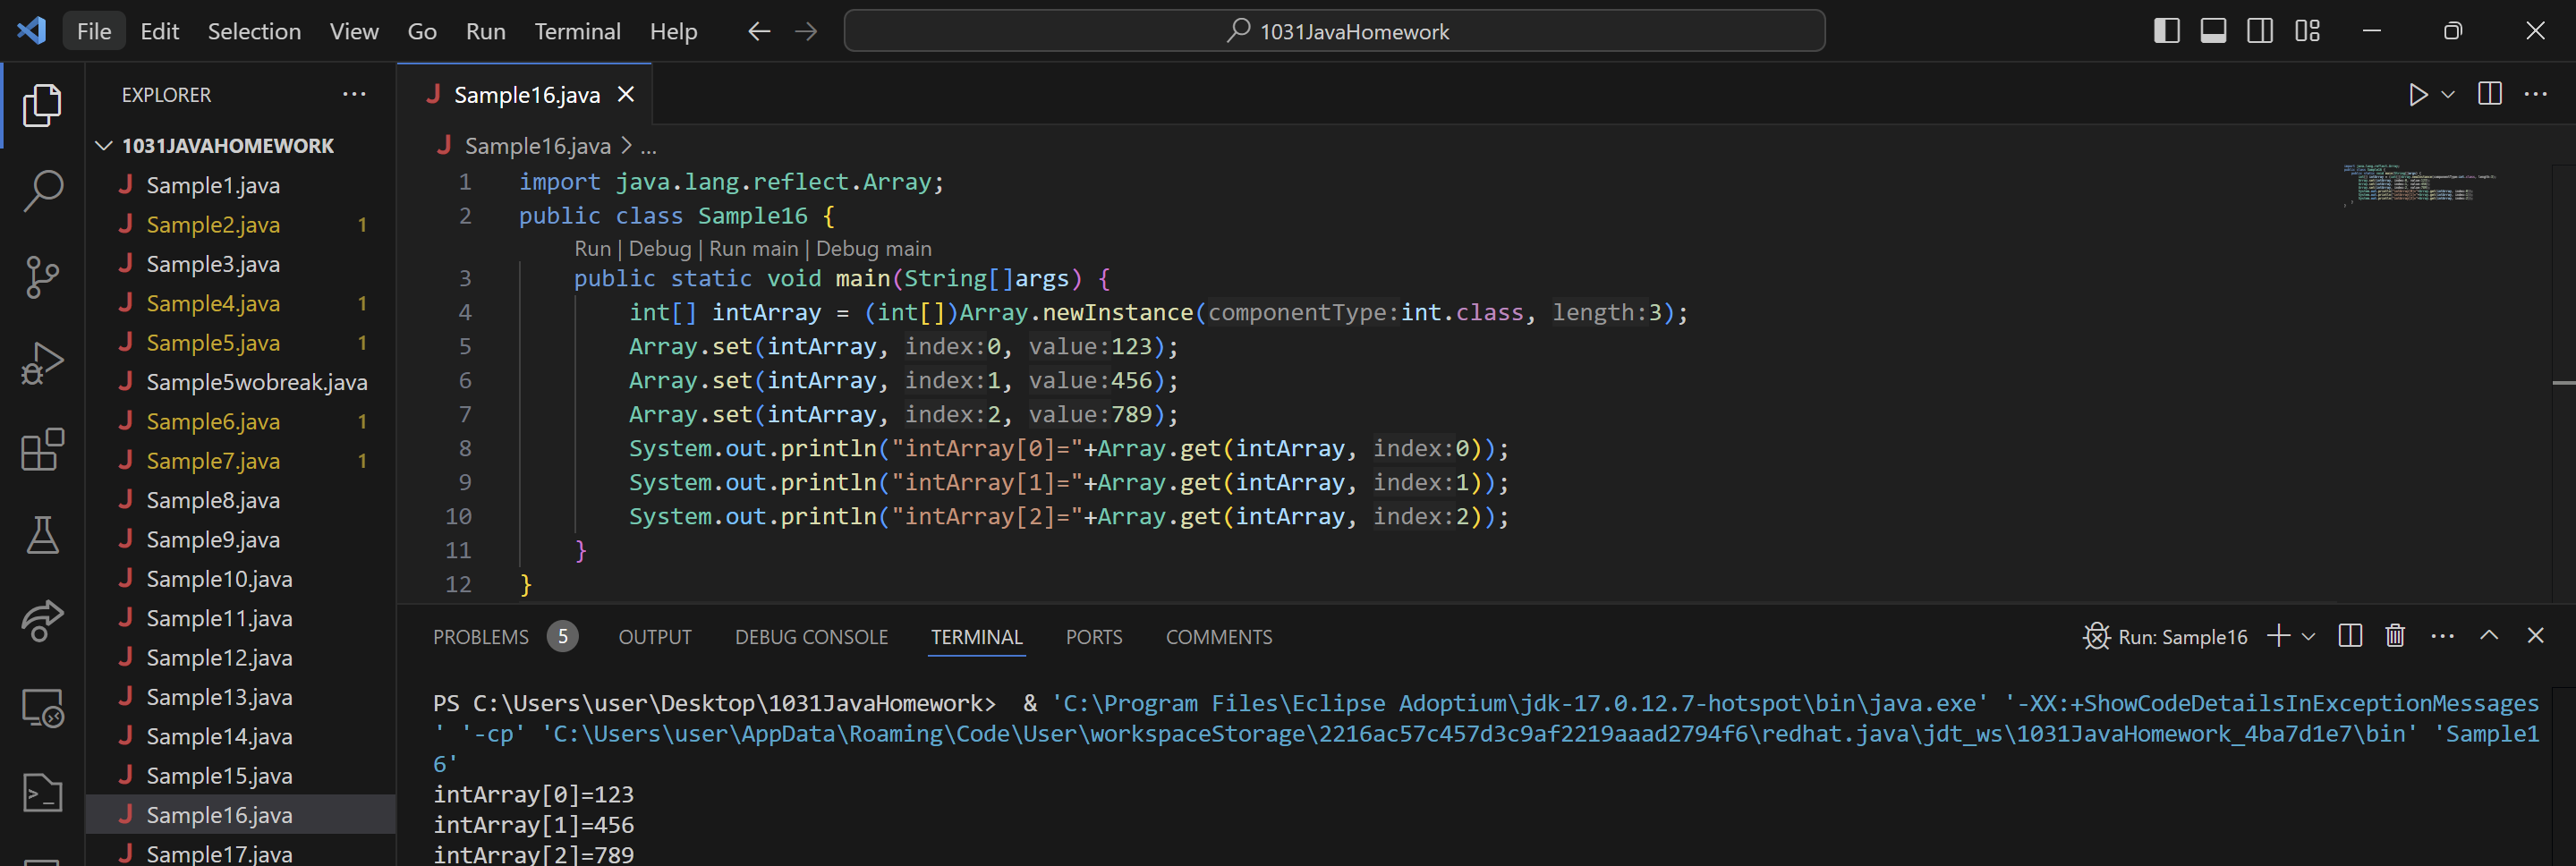 File Edit Selection View Go Run Terminal Help
1031JavaHomework
EXPLORER
1031JAVAHOMEWORK
Sample1.java
Sample2.java 1
Sample3.java
Sample4.java 1
Sample5.java 1
Sample5wobreak.java
Sample6.java 1
Sample7.java 1
Sample8.java
Sample9.java
Sample10.java
Sample11.java
Sample12.java
Sample13.java
Sample14.java
Sample15.java
Sample16.java
Sample17.java
J Sample16.java
J Sample16.java > ...
1 import java.lang.reflect.Array;
2 public class Sample16 {
Run | Debug | Run main | Debug main
3 public static void main(String[]args) {
4 int[] intArray = (int[])Array.newInstance(componentType:int.class, length:3);
5 Array.set(intArray, index:0, value:123);
6 Array.set(intArray, index:1, value:456);
7 Array.set(intArray, index:2, value:789);
8 System.out.println("intArray[0]="+Array.get(intArray, index:0));
9 System.out.println("intArray[1]="+Array.get(intArray, index:1));
10 System.out.println("intArray[2]="+Array.get(intArray, index:2));
11 }
12 }
PROBLEMS 5 OUTPUT DEBUG CONSOLE TERMINAL PORTS COMMENTS
Run: Sample16
PS C:\Users\user\Desktop\1031JavaHomework>  & 'C:\Program Files\Eclipse Adoptium\jdk-17.0.12.7-hotspot\bin\java.exe' '-XX:+ShowCodeDetailsInExceptionMessages
' '-cp' 'C:\Users\user\AppData\Roaming\Code\User\workspaceStorage\2216ac57c457d3c9af2219aaad2794f6\redhat.java\jdt_ws\1031JavaHomework_4ba7d1e7\bin' 'Sample1
6'
intArray[0]=123
intArray[1]=456
intArray[2]=789